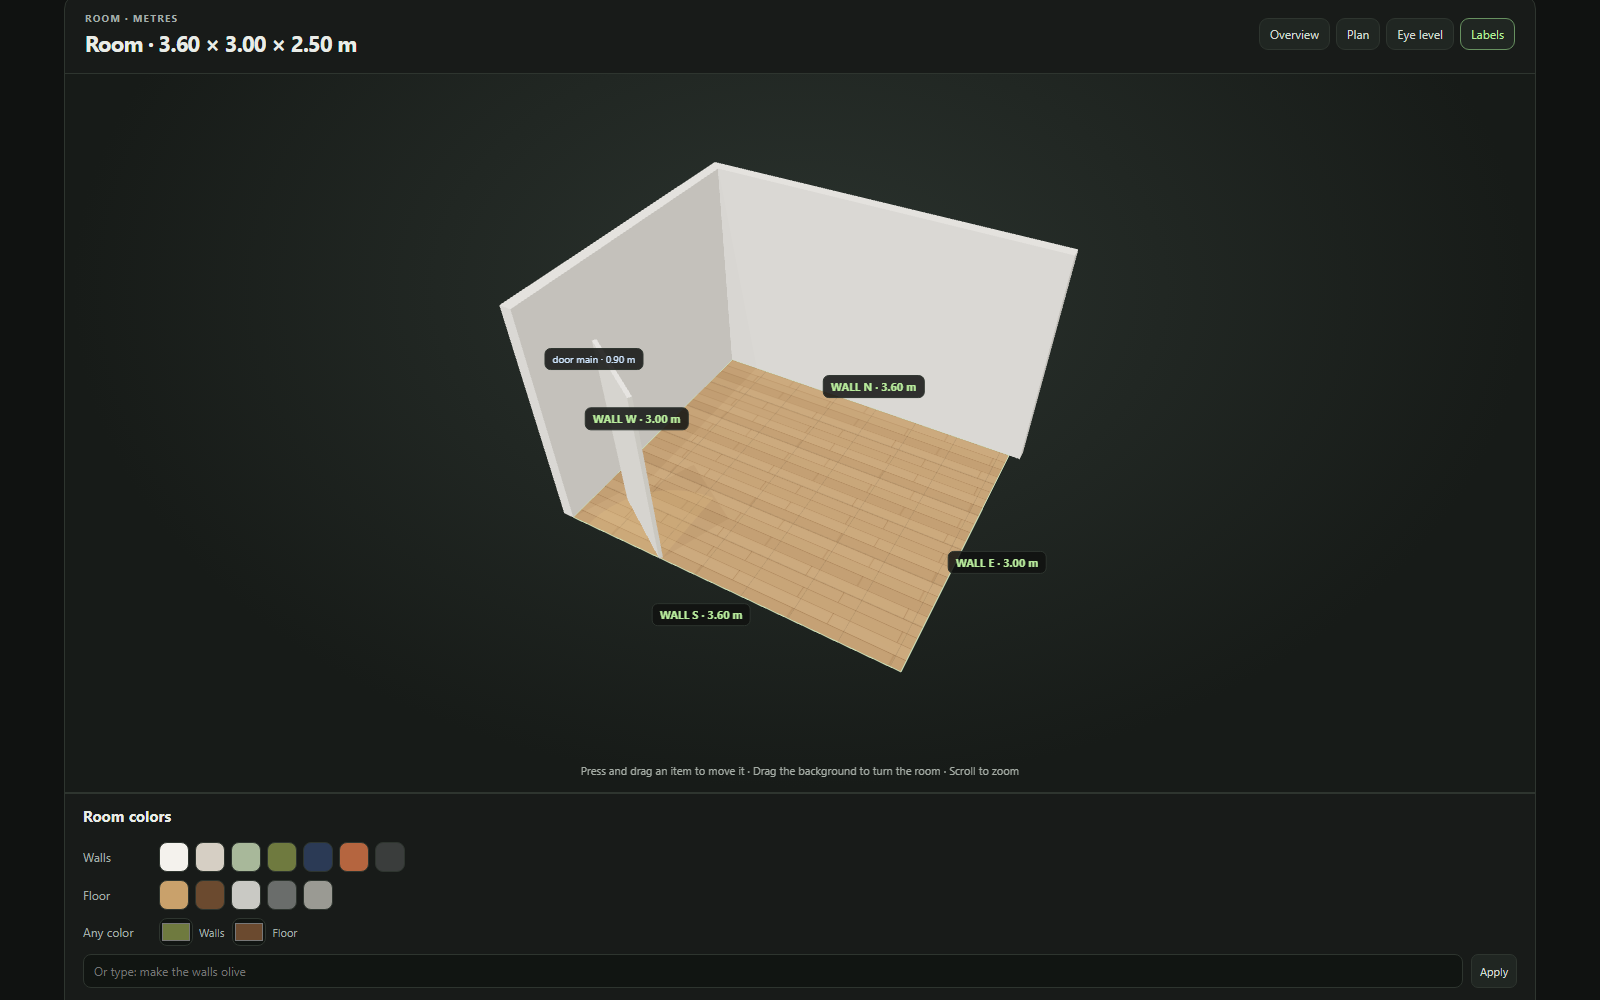 ROOM · METRES
Room · 3.60 × 3.00 × 2.50 m
Overview
Plan
Eye level
Labels
door main · 0.90 m
WALL N · 3.60 m
WALL W · 3.00 m
WALL E · 3.00 m
WALL S · 3.60 m
Press and drag an item to move it · Drag the background to turn the room · Scroll to zoom
Room colors
Walls
Floor
Any color
Walls
Floor
Or type: make the walls olive
Apply